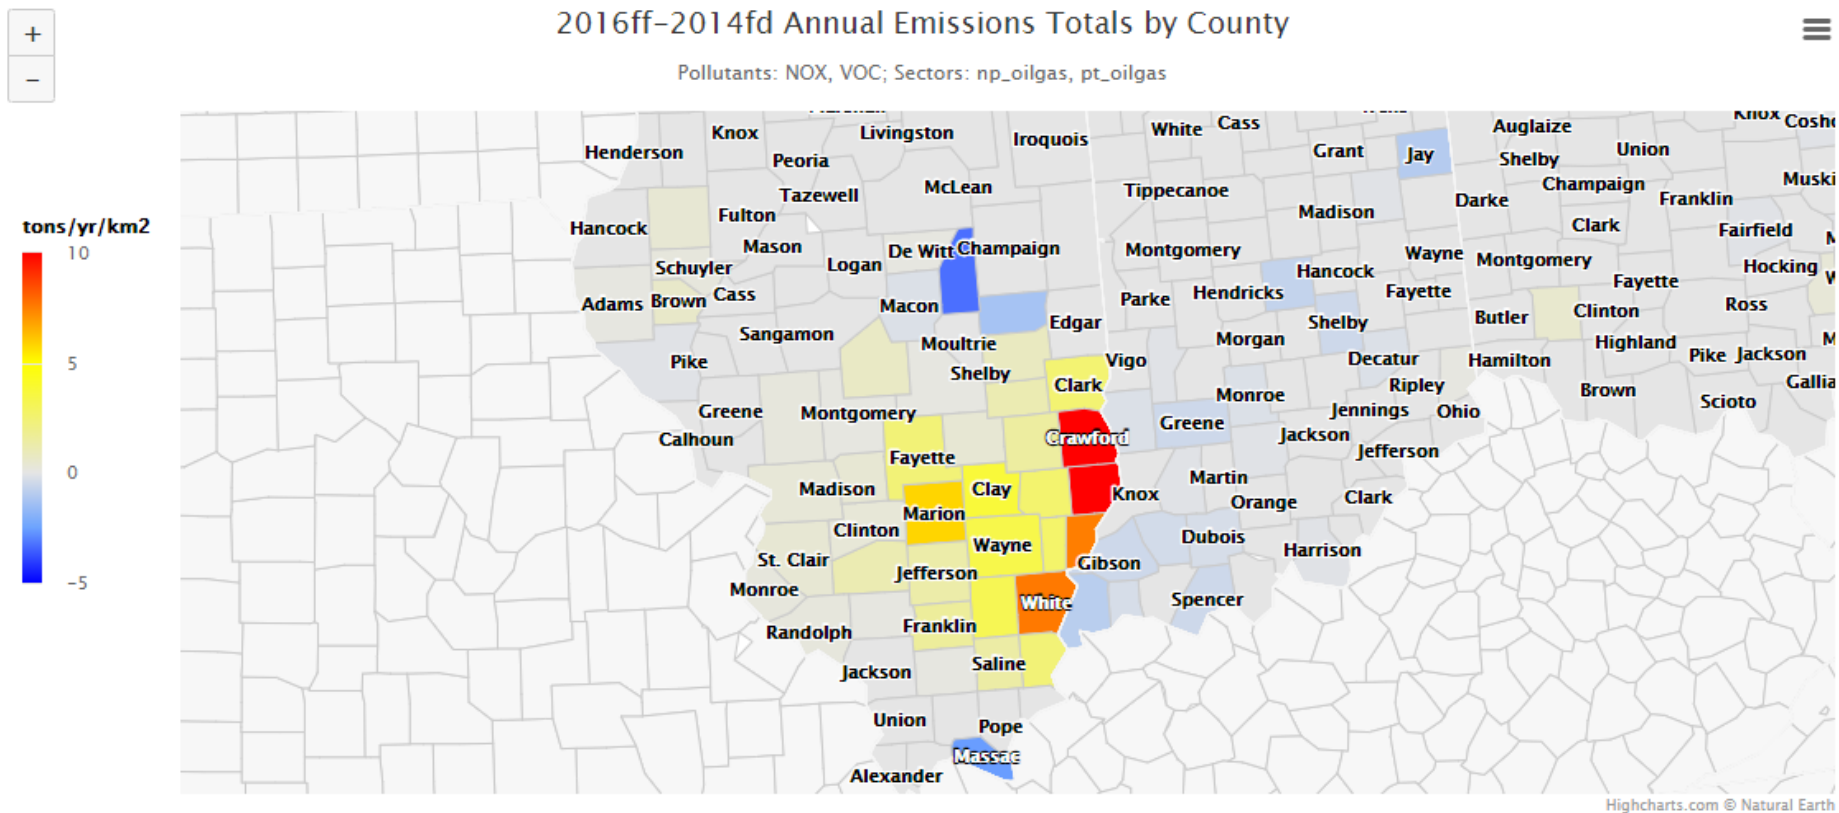 2016ff-2014fd Annual Emissions Totals by County
Pollutants: NOX, VOC; Sectors: np_oilgas, pt_oilgas
+
−
tons/yr/km2
10
5
0
−5
Knox
Livingston
Iroquois
White
Cass
Auglaize
Knox
Henderson
Peoria
Grant
Jay
Shelby
Union
Tazewell
McLean
Tippecanoe
Champaign
Darke
Franklin
Hancock
Fulton
Madison
Clark
Fairfield
Mason
De Witt
Champaign
Montgomery
Wayne
Montgomery
Schuyler
Logan
Hancock
Hocking
Adams
Brown
Cass
Macon
Parke
Hendricks
Fayette
Fayette
Ross
Sangamon
Edgar
Shelby
Butler
Clinton
Pike
Moultrie
Morgan
Highland
Shelby
Vigo
Decatur
Hamilton
Pike
Jackson
Clark
Monroe
Ripley
Brown
Greene
Montgomery
Greene
Jennings
Ohio
Scioto
Calhoun
Crawford
Jackson
Jefferson
Fayette
Madison
Clay
Knox
Martin
Orange
Clark
Clinton
Marion
Wayne
Dubois
Harrison
St. Clair
Jefferson
Gibson
Monroe
White
Spencer
Randolph
Franklin
Jackson
Saline
Union
Pope
Massac
Alexander
Highcharts.com © Natural Earth